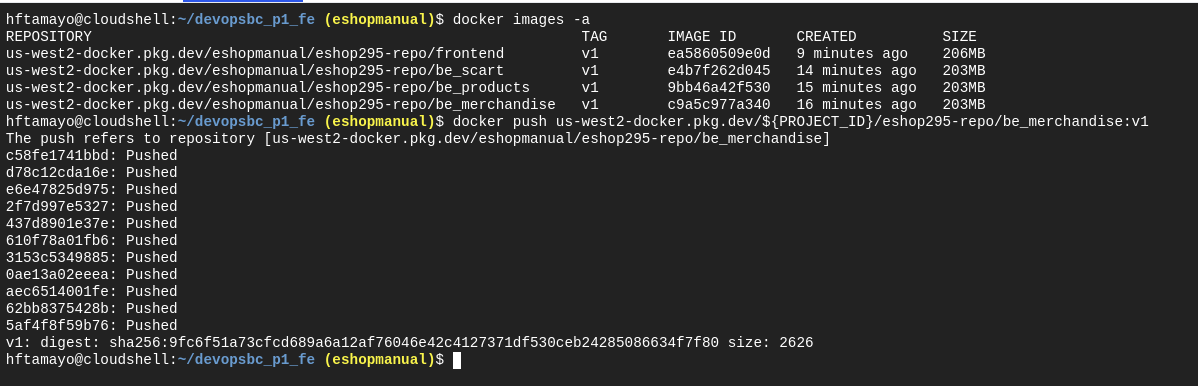 hftamayo@cloudshell:~/devopsbc_p1_fe (eshopmanual)$ docker images -a
REPOSITORY TAG IMAGE ID CREATED SIZE
us-west2-docker.pkg.dev/eshopmanual/eshop295-repo/frontend v1 ea5860509e0d 9 minutes ago 206MB
us-west2-docker.pkg.dev/eshopmanual/eshop295-repo/be_scart v1 e4b7f262d045 14 minutes ago 203MB
us-west2-docker.pkg.dev/eshopmanual/eshop295-repo/be_products v1 9bb46a42f530 15 minutes ago 203MB
us-west2-docker.pkg.dev/eshopmanual/eshop295-repo/be_merchandise v1 c9a5c977a340 16 minutes ago 203MB
hftamayo@cloudshell:~/devopsbc_p1_fe (eshopmanual)$ docker push us-west2-docker.pkg.dev/${PROJECT_ID}/eshop295-repo/be_merchandise:v1
The push refers to repository [us-west2-docker.pkg.dev/eshopmanual/eshop295-repo/be_merchandise]
c58fe1741bbd: Pushed
d78c12cda16e: Pushed
e6e47825d975: Pushed
2f7d997e5327: Pushed
437d8901e37e: Pushed
610f78a01fb6: Pushed
3153c5349885: Pushed
0ae13a02eeea: Pushed
aec6514001fe: Pushed
62bb8375428b: Pushed
5af4f8f59b76: Pushed
v1: digest: sha256:9fc6f51a73cfcd689a6a12af76046e42c4127371df530ceb24285086634f7f80 size: 2626
hftamayo@cloudshell:~/devopsbc_p1_fe (eshopmanual)$